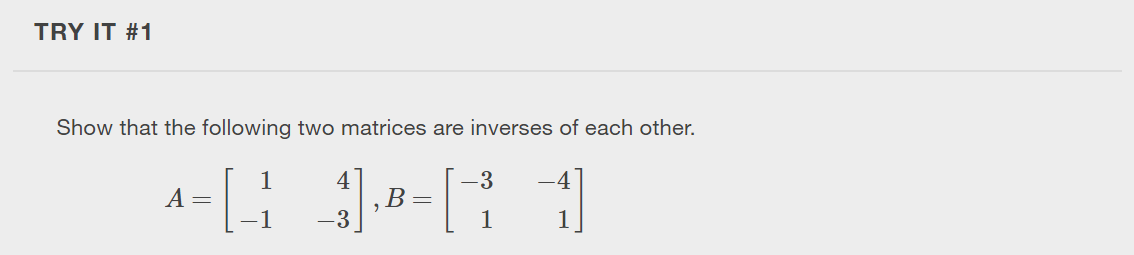 TRY IT #1
Show that the following two matrices are inverses of each other.
A = [ 1 4 ] , B = [ −3 −4 ]
[ −1 −3 ] [ 1 1 ]